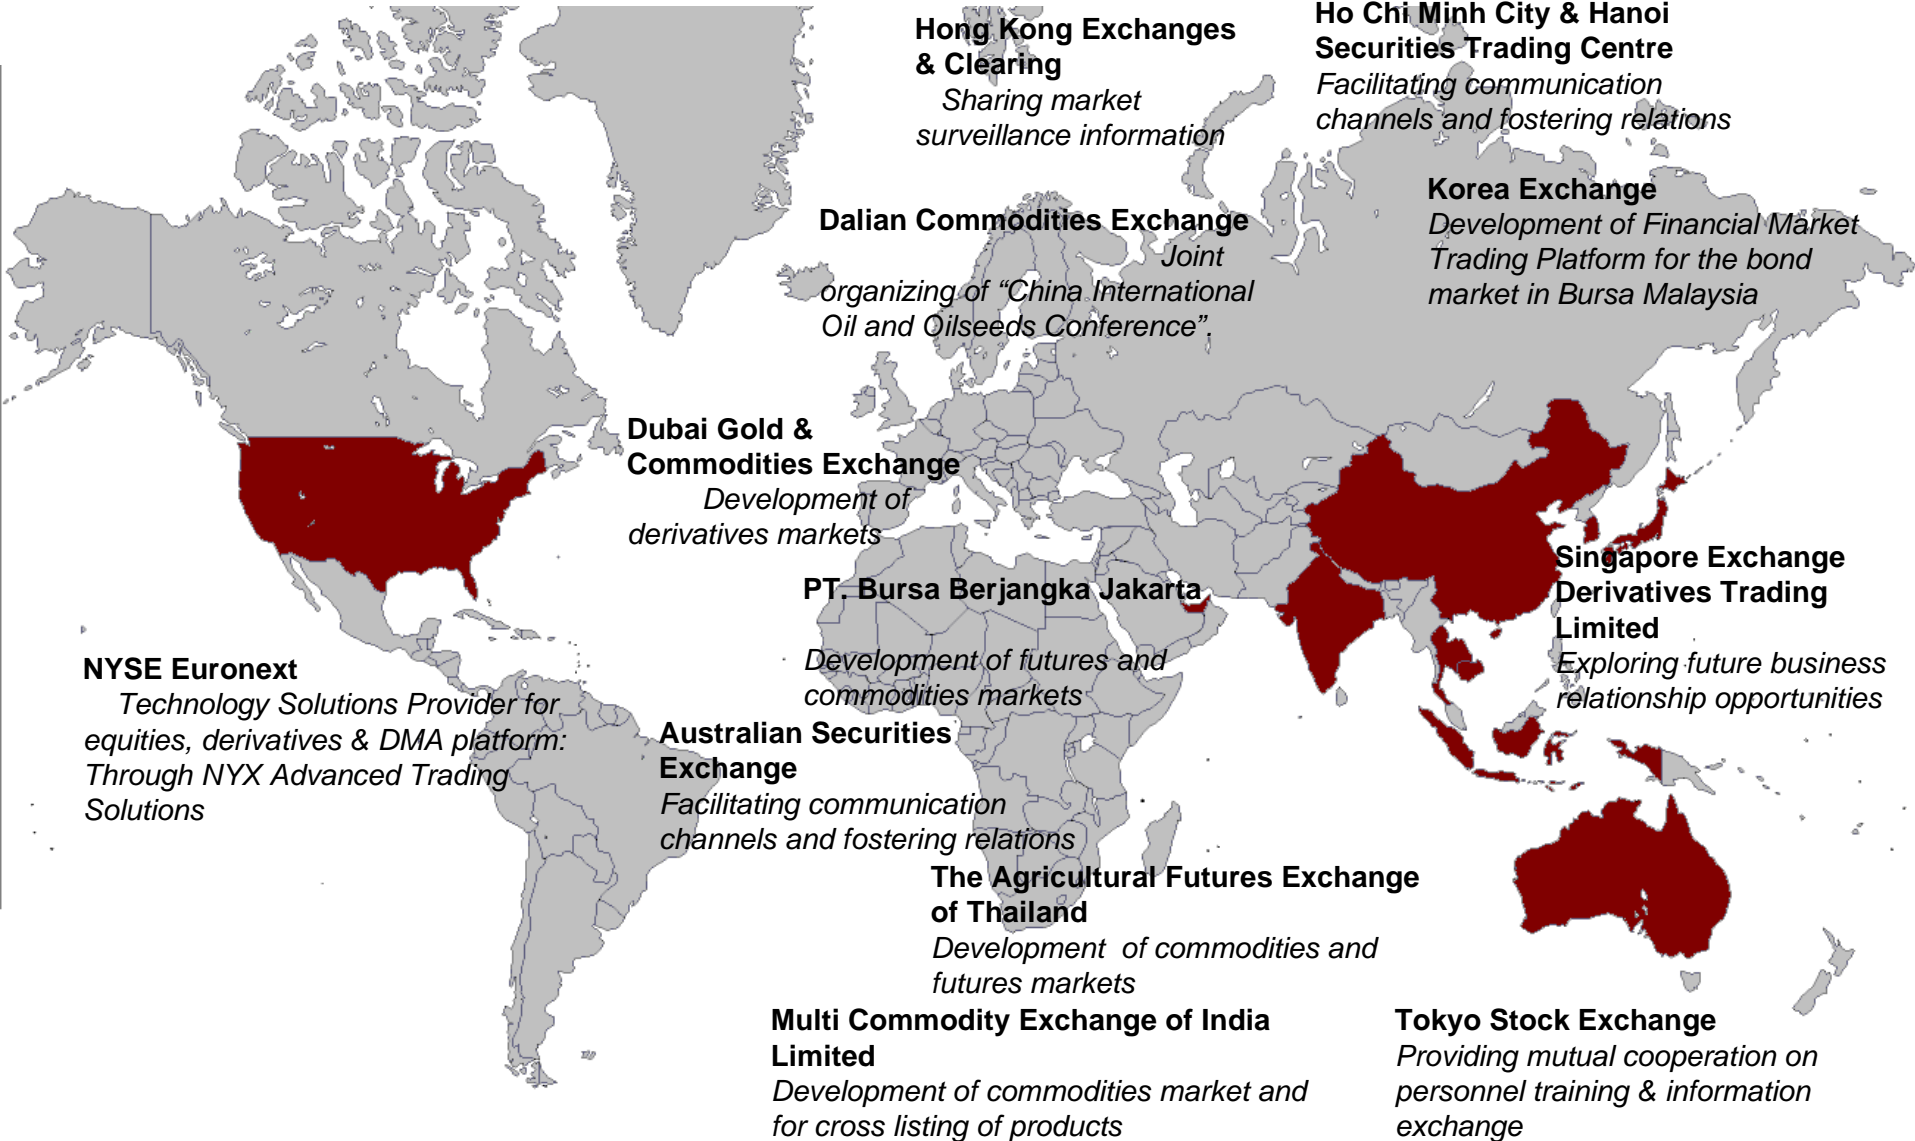 Hong Kong Exchanges
& Clearing
Sharing market
surveillance information
Ho Chi Minh City & Hanoi
Securities Trading Centre
Facilitating communication
channels and fostering relations
Korea Exchange
Development of Financial Market
Trading Platform for the bond
market in Bursa Malaysia
Dalian Commodities Exchange
Joint
organizing of “China International
Oil and Oilseeds Conference”.
Dubai Gold &
Commodities Exchange
Development of
derivatives markets
Singapore Exchange
Derivatives Trading
Limited
Exploring future business
relationship opportunities
PT. Bursa Berjangka Jakarta
Development of futures and
commodities markets
NYSE Euronext
Technology Solutions Provider for
equities, derivatives & DMA platform:
Through NYX Advanced Trading
Solutions
Australian Securities
Exchange
Facilitating communication
channels and fostering relations
The Agricultural Futures Exchange
of Thailand
Development of commodities and
futures markets
Multi Commodity Exchange of India
Limited
Development of commodities market and
for cross listing of products
Tokyo Stock Exchange
Providing mutual cooperation on
personnel training & information
exchange